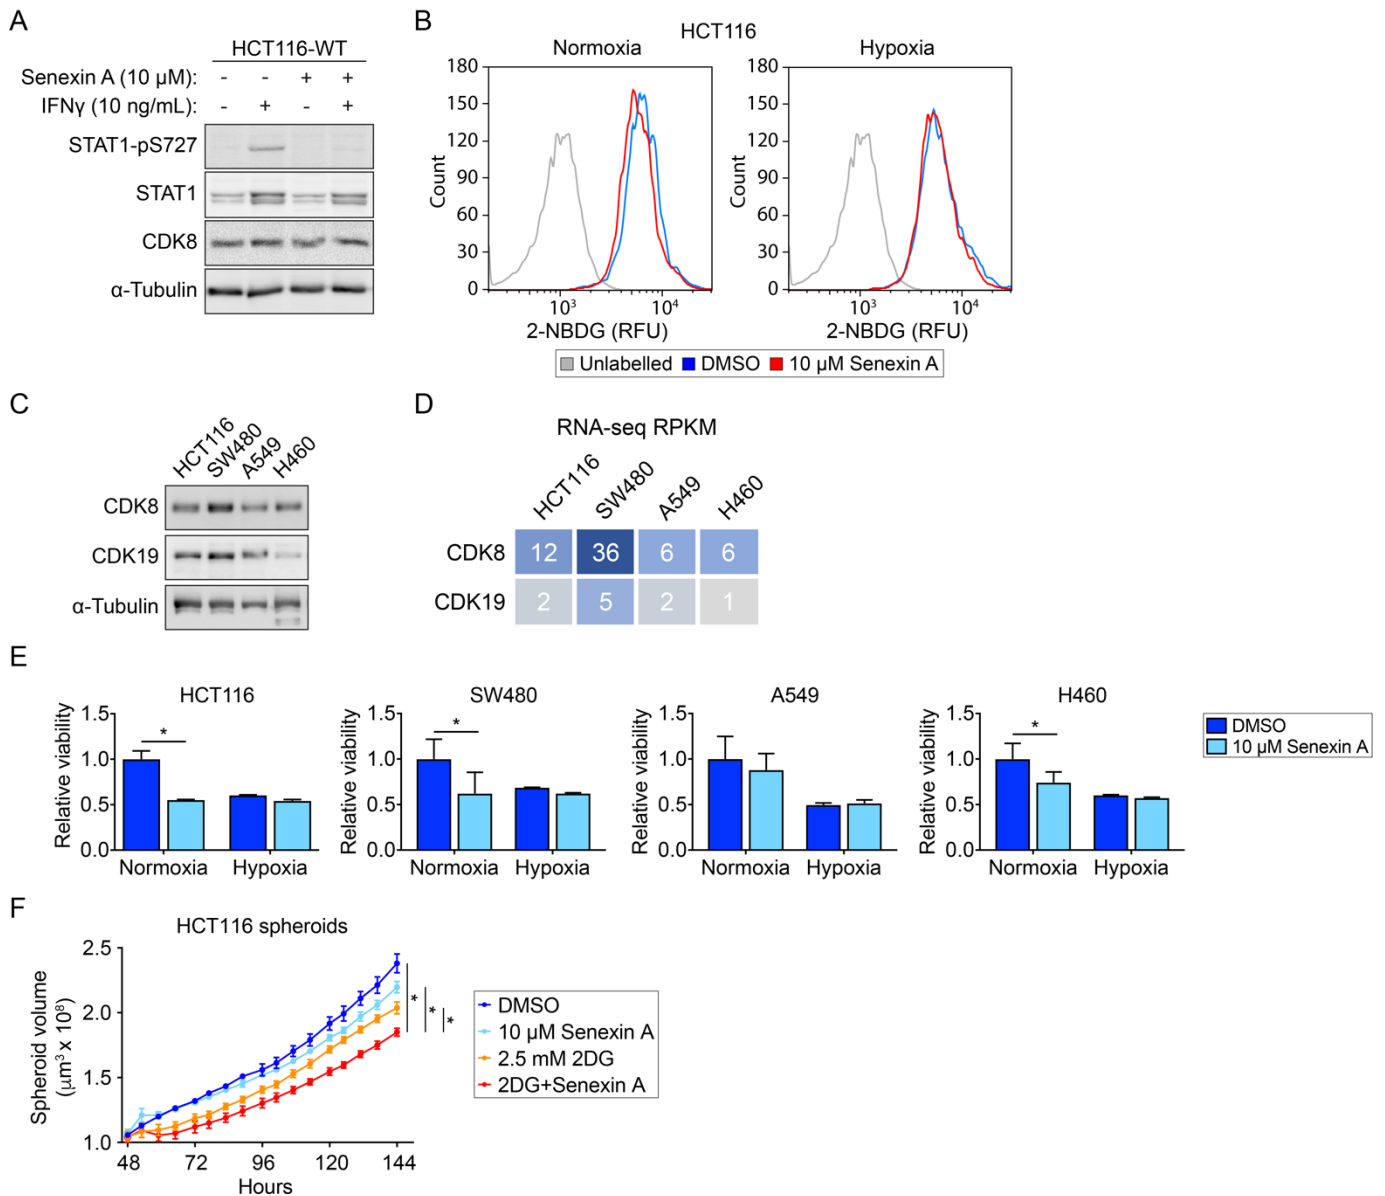 A
HCT116-WT
Senexin A (10 μM): - - + +
IFNγ (10 ng/mL): - + - +
STAT1-pS727
STAT1
CDK8
α-Tubulin
B
HCT116
Normoxia
Hypoxia
180
150
120
90
60
30
0
Count
10³ 10⁴
2-NBDG (RFU)
180
150
120
90
60
30
0
Count
10³ 10⁴
2-NBDG (RFU)
Unlabelled DMSO 10 μM Senexin A
C
HCT116 SW480 A549 H460
CDK8
CDK19
α-Tubulin
D
RNA-seq RPKM
HCT116 SW480 A549 H460
CDK8 12 36 6 6
CDK19 2 5 2 1
E
HCT116
Relative viability
1.5
1.0
0.5
0.0
*
Normoxia Hypoxia
SW480
Relative viability
1.5
1.0
0.5
0.0
*
Normoxia Hypoxia
A549
Relative viability
1.5
1.0
0.5
0.0
Normoxia Hypoxia
H460
Relative viability
1.5
1.0
0.5
0.0
*
Normoxia Hypoxia
DMSO
10 μM Senexin A
F
HCT116 spheroids
Spheroid volume
(μm³ x 10⁸)
2.5
2.0
1.5
1.0
48 72 96 120 144
Hours
* * *
DMSO
10 μM Senexin A
2.5 mM 2DG
2DG+Senexin A